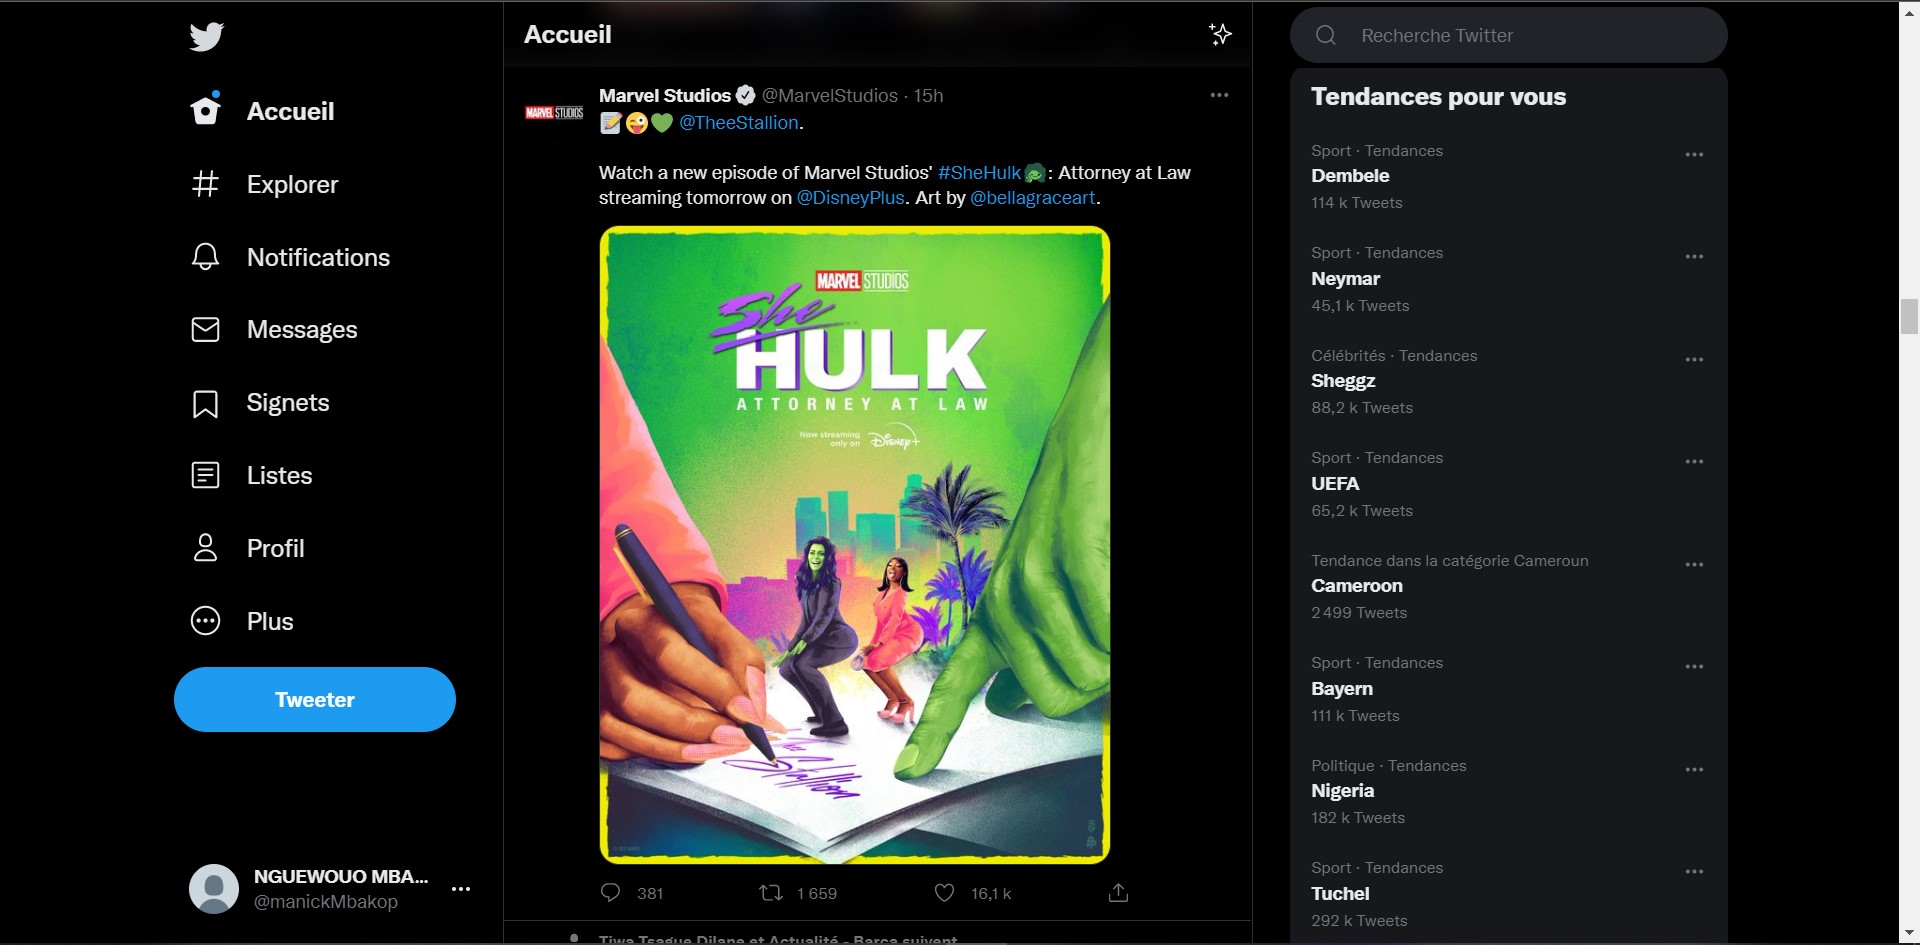 Accueil
Explorer
Notifications
Messages
Signets
Listes
Profil
Plus
Tweeter
NGUEWOUO MBA...
@manickMbakop
Accueil
MARVEL STUDIOS
Marvel Studios @MarvelStudios · 15h
@TheeStallion.
Watch a new episode of Marvel Studios' #SheHulk: Attorney at Law
streaming tomorrow on @DisneyPlus. Art by @bellagraceart.
MARVEL STUDIOS
She
HULK
ATTORNEY AT LAW
Now streaming
only on Disney+
Thee
Stallion
381 1 659 16,1 k
Tiwa Tsague Dilane et Actualité - Barça suivent
Recherche Twitter
Tendances pour vous
Sport · Tendances
Dembele
114 k Tweets
Sport · Tendances
Neymar
45,1 k Tweets
Célébrités · Tendances
Sheggz
88,2 k Tweets
Sport · Tendances
UEFA
65,2 k Tweets
Tendance dans la catégorie Cameroun
Cameroon
2 499 Tweets
Sport · Tendances
Bayern
111 k Tweets
Politique · Tendances
Nigeria
182 k Tweets
Sport · Tendances
Tuchel
292 k Tweets